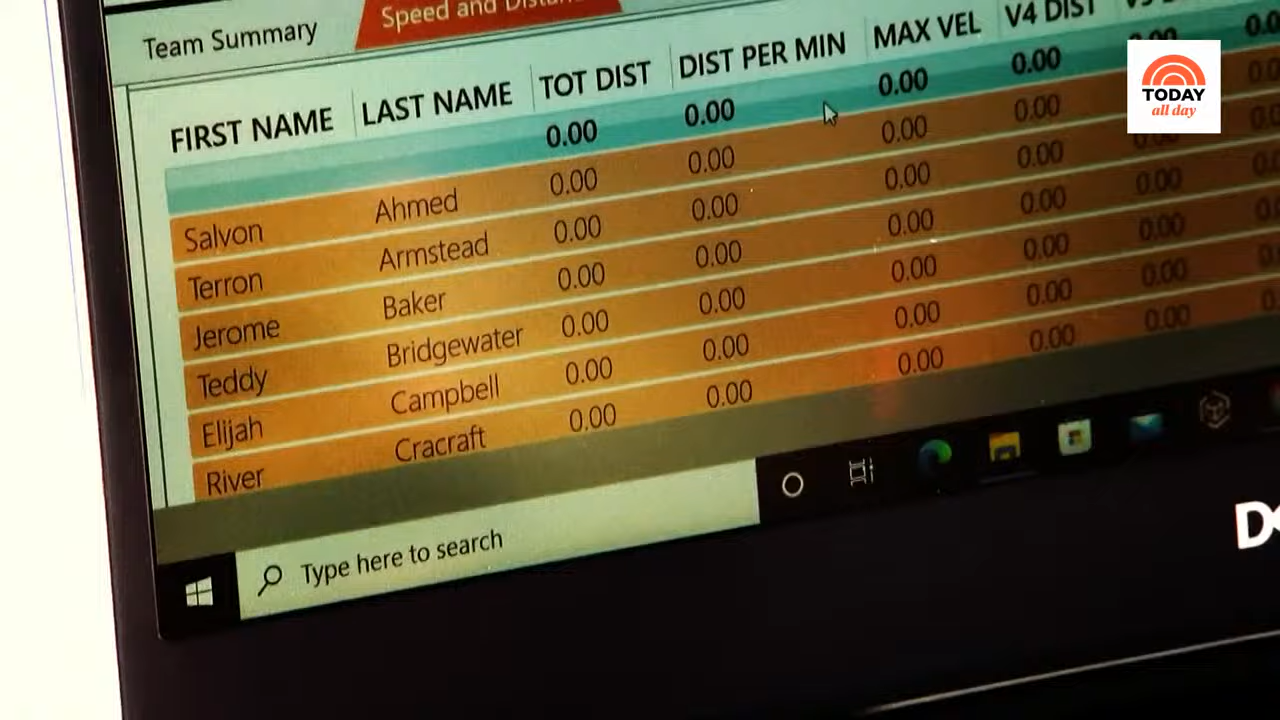 Team Summary Speed and Distance
FIRST NAME LAST NAME TOT DIST DIST PER MIN MAX VEL V4 DIST
0.00 0.00 0.00 0.00 0.00
Salvon Ahmed 0.00 0.00 0.00 0.00
Terron Armstead 0.00 0.00 0.00 0.00
Jerome Baker 0.00 0.00 0.00 0.00 0.00
Teddy Bridgewater 0.00 0.00 0.00 0.00 0.00
Elijah Campbell 0.00 0.00 0.00 0.00 0.00
River Cracraft 0.00 0.00 0.00 0.00 0.00
Type here to search
TODAY
all day